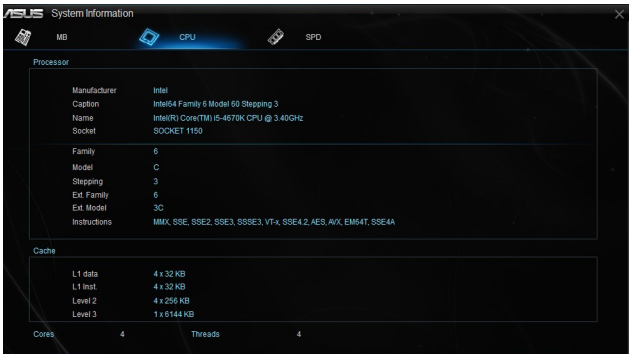 ASUS System Information
MB CPU SPD
Processor
Manufacturer Intel
Caption Intel64 Family 6 Model 60 Stepping 3
Name Intel(R) Core(TM) i5-4670K CPU @ 3.40GHz
Socket SOCKET 1150
Family 6
Model C
Stepping 3
Ext. Family 6
Ext. Model 3C
Instructions MMX, SSE, SSE2, SSE3, SSSE3, VT-x, SSE4.2, AES, AVX, EM64T, SSE4A
Cache
L1 data 4 x 32 KB
L1 Inst. 4 x 32 KB
Level 2 4 x 256 KB
Level 3 1 x 6144 KB
Cores 4 Threads 4